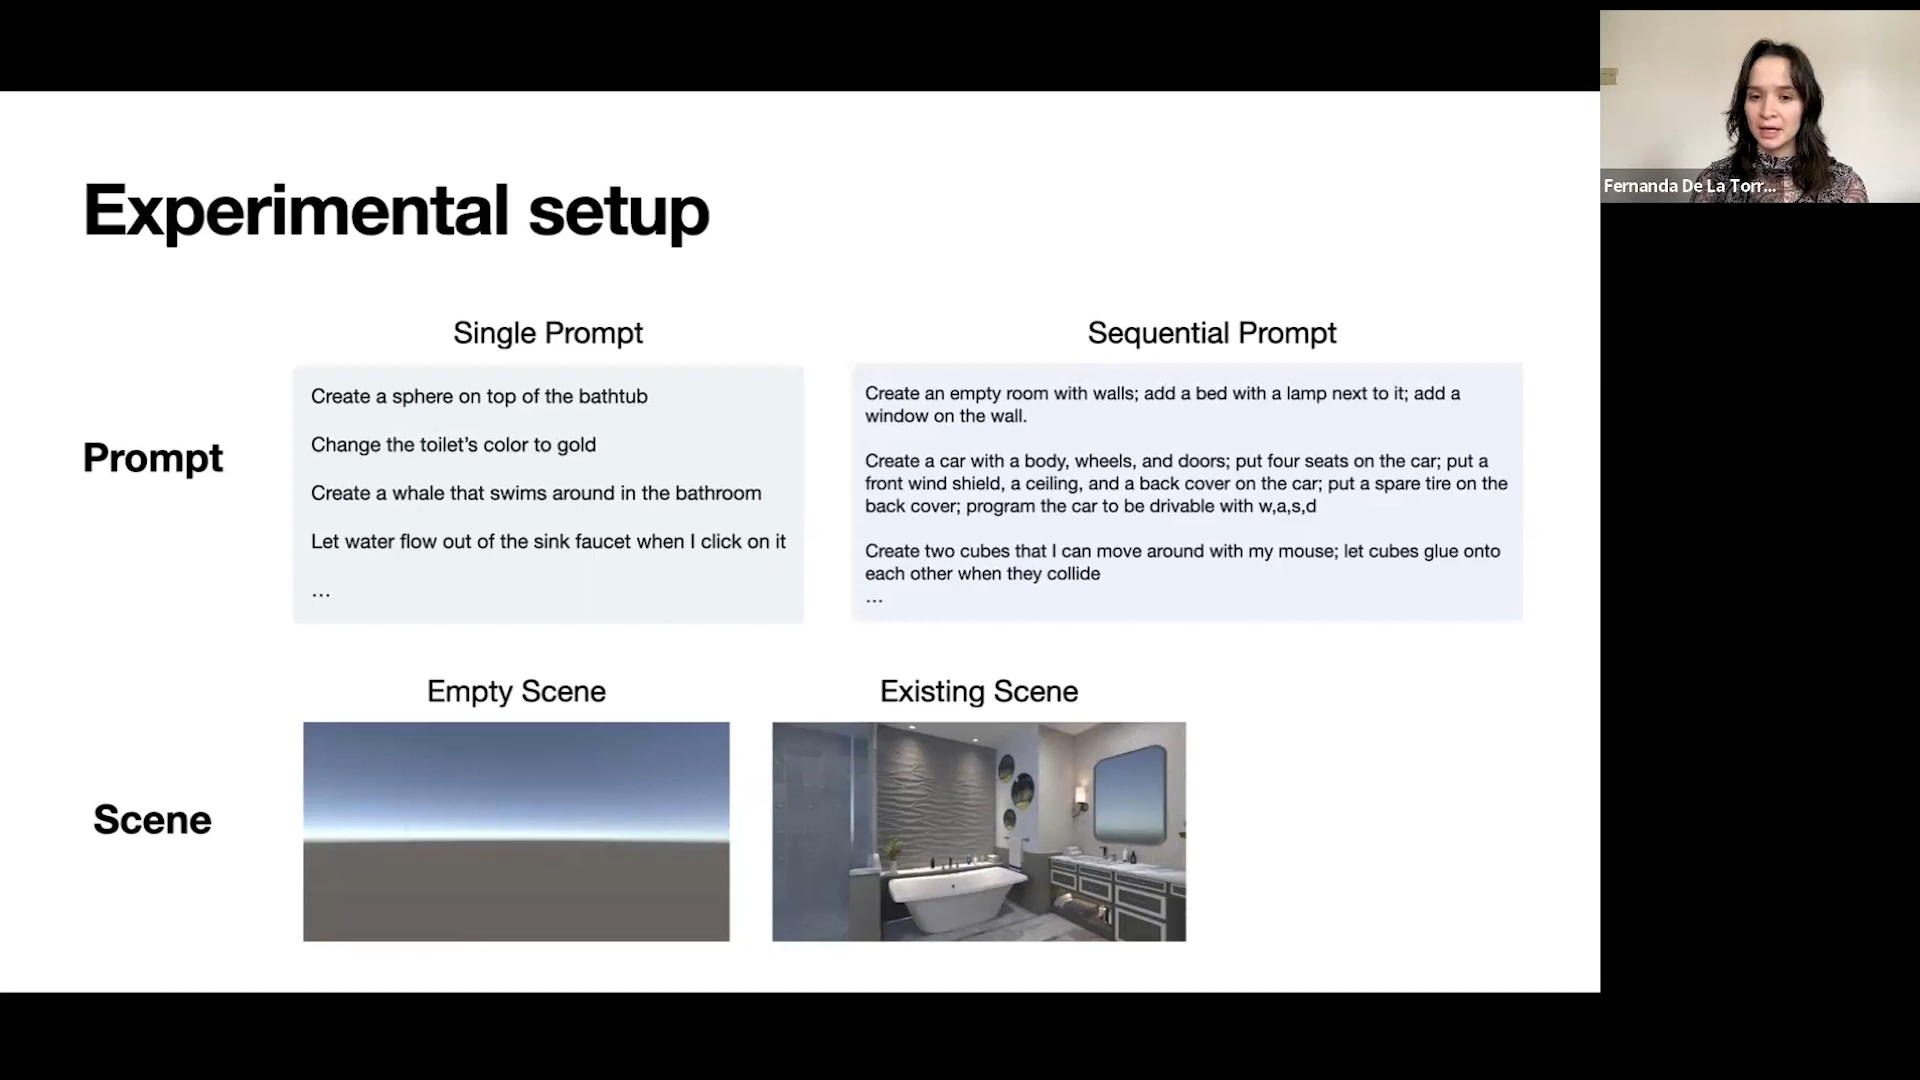 Experimental setup
Single Prompt
Sequential Prompt
Prompt
Create a sphere on top of the bathtub
Change the toilet’s color to gold
Create a whale that swims around in the bathroom
Let water flow out of the sink faucet when I click on it
...
Create an empty room with walls; add a bed with a lamp next to it; add a
window on the wall.
Create a car with a body, wheels, and doors; put four seats on the car; put a
front wind shield, a ceiling, and a back cover on the car; put a spare tire on the
back cover; program the car to be drivable with w,a,s,d
Create two cubes that I can move around with my mouse; let cubes glue onto
each other when they collide
...
Empty Scene
Existing Scene
Scene
Fernanda De La Torr...